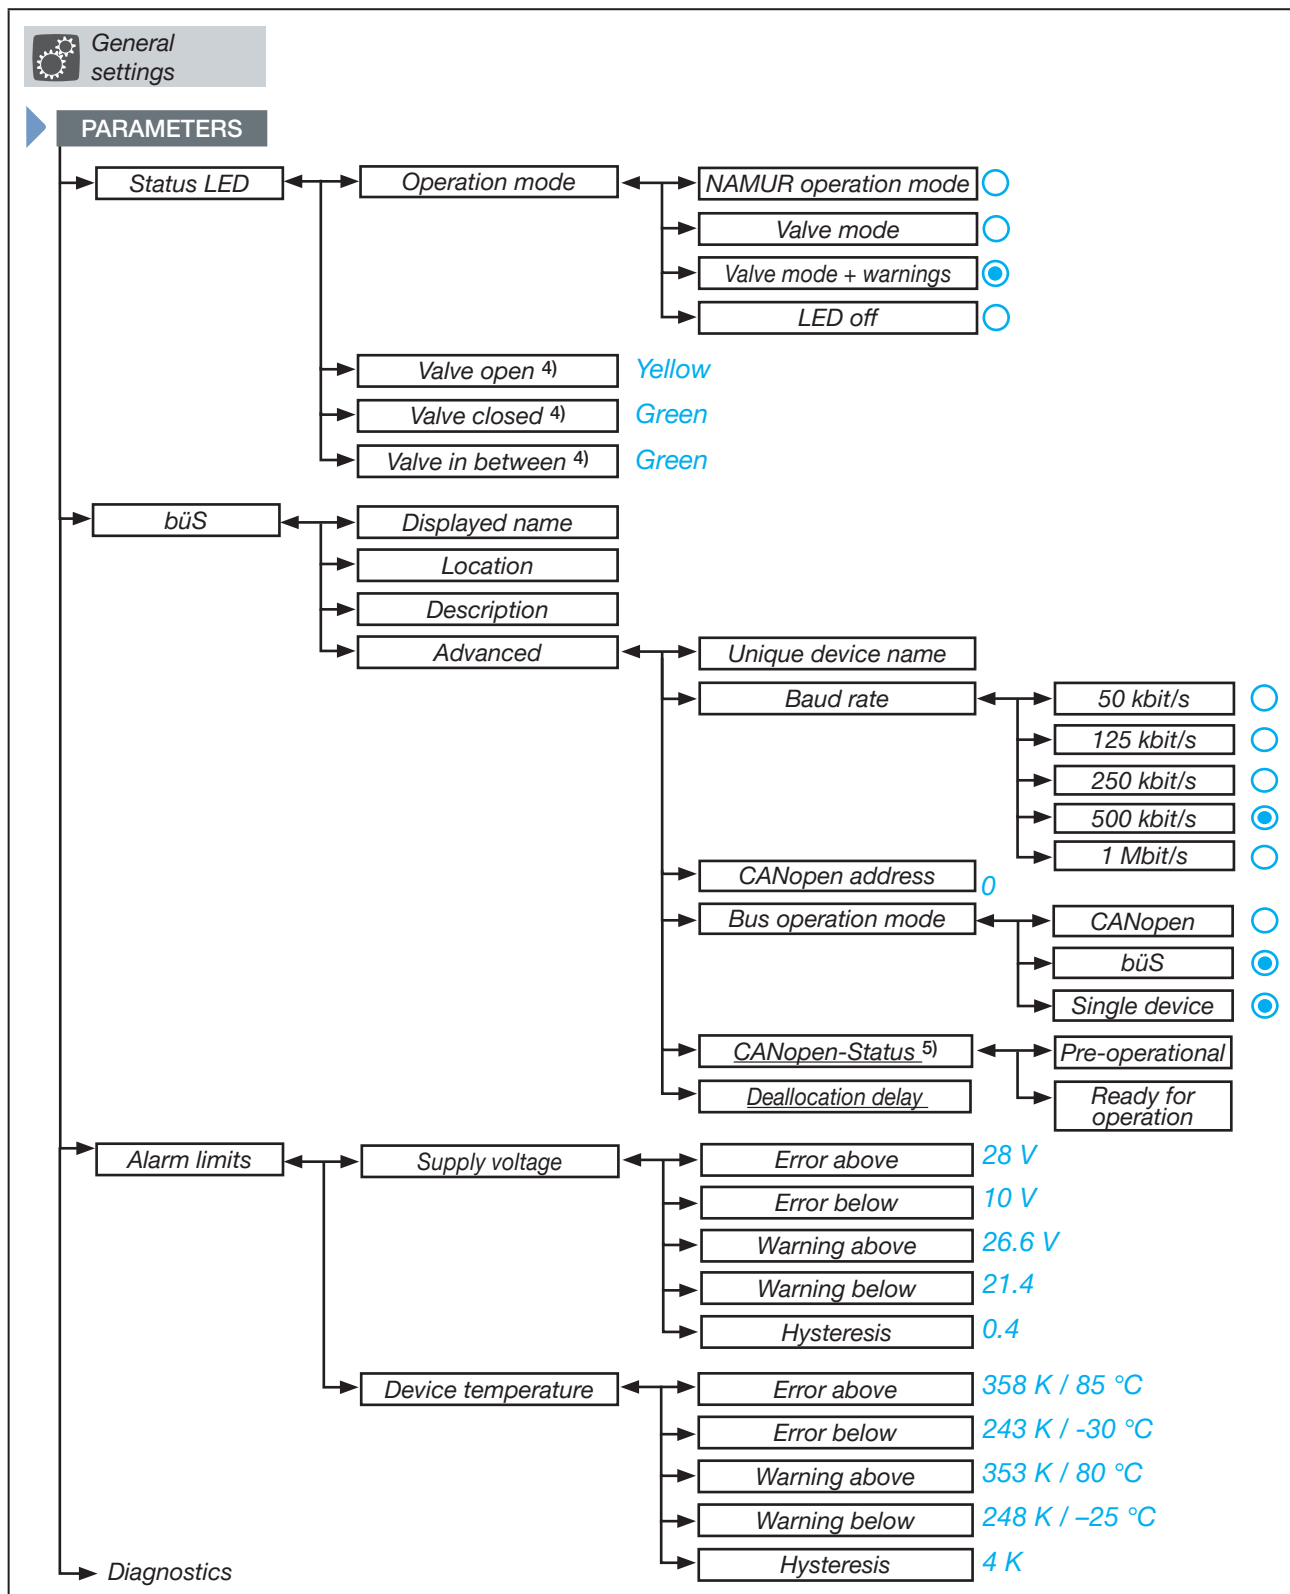 General
settings
PARAMETERS
Status LED
Operation mode
NAMUR operation mode
Valve mode
Valve mode + warnings
LED off
Valve open 4)
Yellow
Valve closed 4)
Green
Valve in between 4)
Green
büS
Displayed name
Location
Description
Advanced
Unique device name
Baud rate
50 kbit/s
125 kbit/s
250 kbit/s
500 kbit/s
1 Mbit/s
CANopen address
0
Bus operation mode
CANopen
büS
Single device
CANopen-Status 5)
Pre-operational
Ready for
operation
Deallocation delay
Alarm limits
Supply voltage
Error above
28 V
Error below
10 V
Warning above
26.6 V
Warning below
21.4
Hysteresis
0.4
Device temperature
Error above
358 K / 85 °C
Error below
243 K / -30 °C
Warning above
353 K / 80 °C
Warning below
248 K / –25 °C
Hysteresis
4 K
Diagnostics